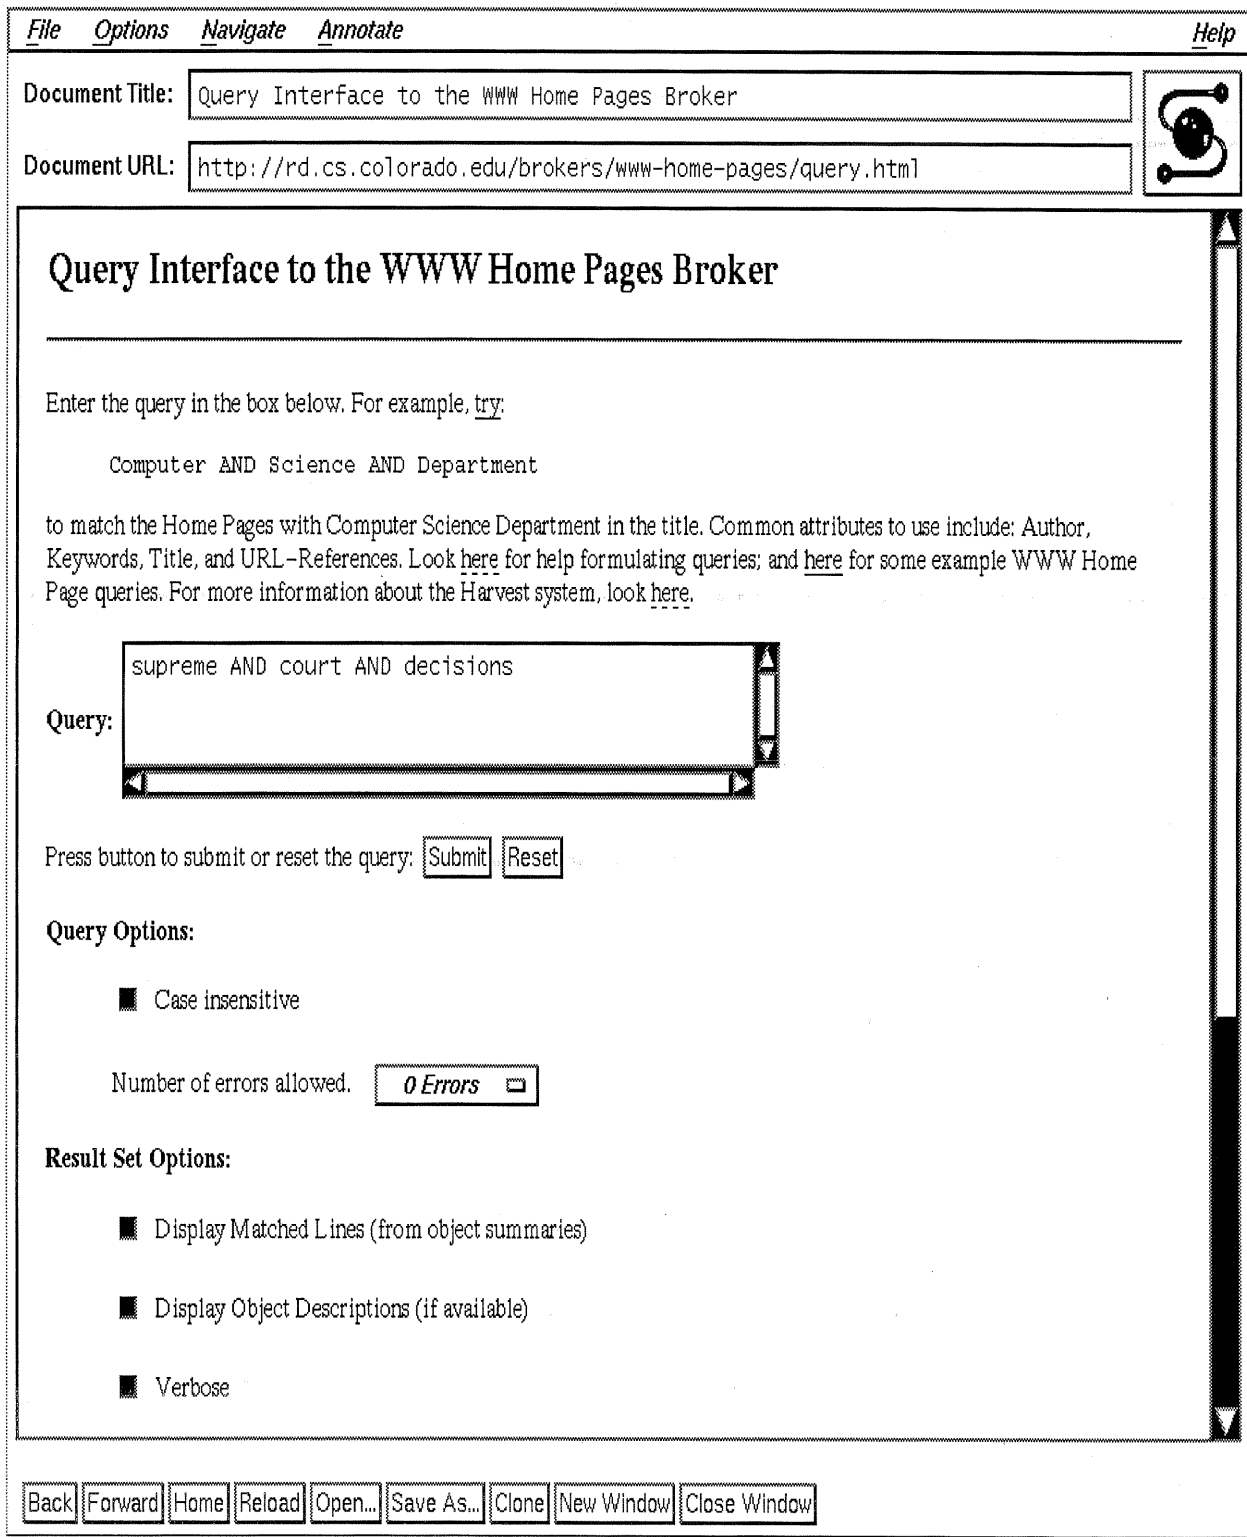 File Options Navigate Annotate Help
Document Title: Query Interface to the WWW Home Pages Broker
Document URL: http://rd.cs.colorado.edu/brokers/www-home-pages/query.html
Query Interface to the WWW Home Pages Broker
Enter the query in the box below. For example, try:
Computer AND Science AND Department
to match the Home Pages with Computer Science Department in the title. Common attributes to use include: Author,
Keywords, Title, and URL-References. Look here for help formulating queries; and here for some example WWW Home
Page queries. For more information about the Harvest system, look here.
supreme AND court AND decisions
Query:
Press button to submit or reset the query: Submit Reset
Query Options:
Case insensitive
Number of errors allowed. 0 Errors
Result Set Options:
Display Matched Lines (from object summaries)
Display Object Descriptions (if available)
Verbose
Back Forward Home Reload Open... Save As... Clone New Window Close Window